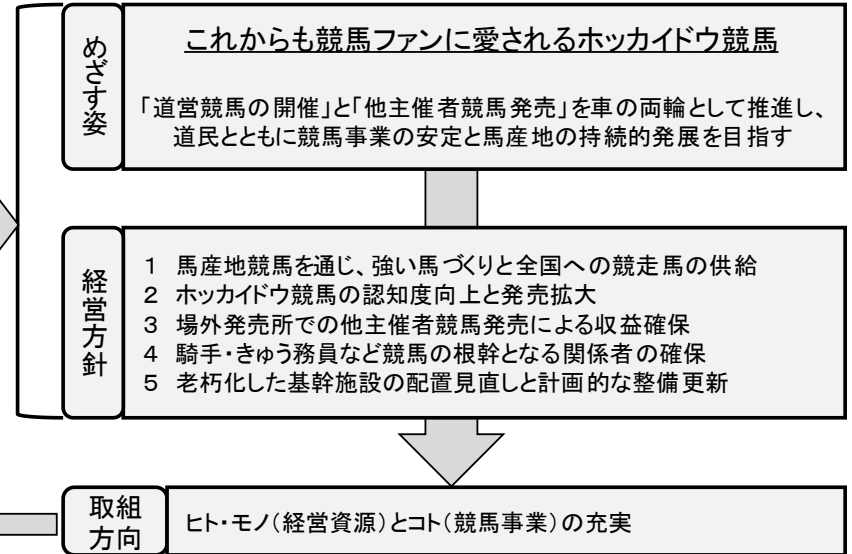 めざす姿
これからも競馬ファンに愛されるホッカイドウ競馬
「道営競馬の開催」と「他主催者競馬発売」を車の両輪として推進し、
道民とともに競馬事業の安定と馬産地の持続的発展を目指す
経営方針
1 馬産地競馬を通じ、強い馬づくりと全国への競走馬の供給
2 ホッカイドウ競馬の認知度向上と発売拡大
3 場外発売所での他主催者競馬発売による収益確保
4 騎手・きゅう務員など競馬の根幹となる関係者の確保
5 老朽化した基幹施設の配置見直しと計画的な整備更新
取組
方向
ヒト・モノ(経営資源)とコト(競馬事業)の充実